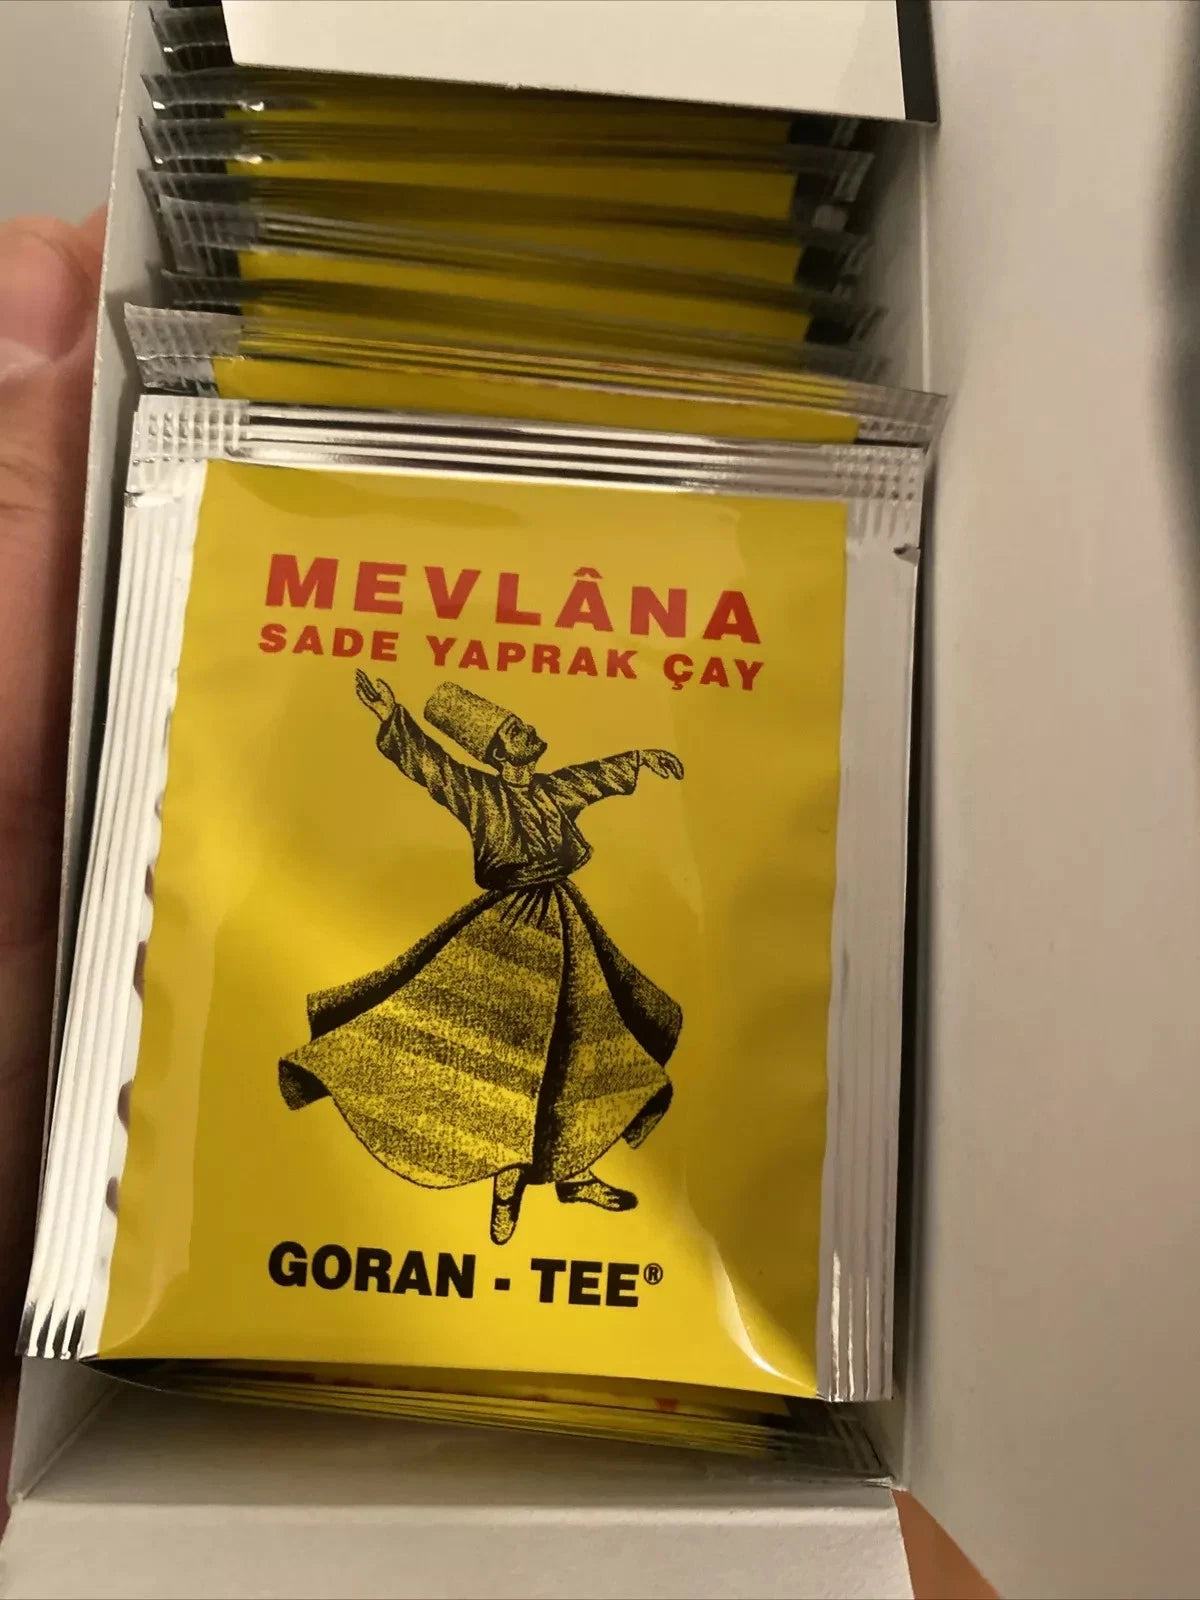 MEVLÂNA
SADE YAPRAK ÇAY
GORAN - TEE®